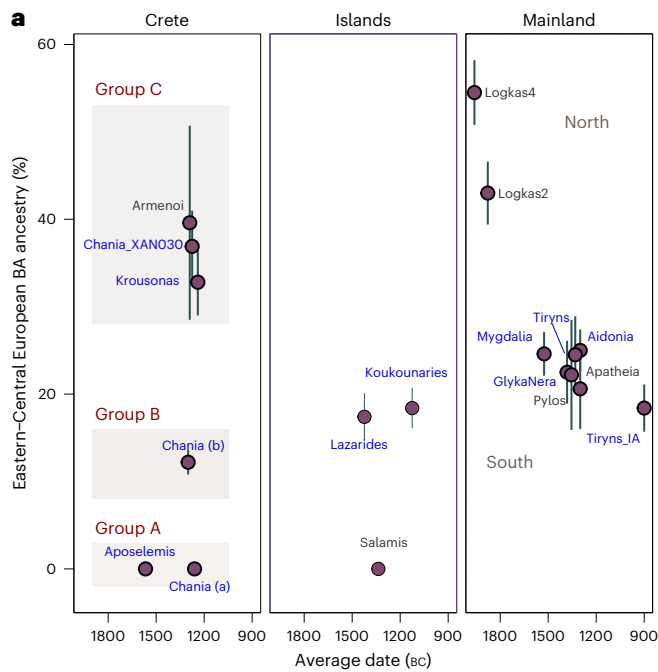 a
Crete
Islands
Mainland
Eastern–Central European BA ancestry (%)
60
40
20
0
Group C
Armenoi
Chania_XAN030
Krousonas
Group B
Chania (b)
Group A
Aposelemis
Chania (a)
Koukounaries
Lazarides
Salamis
Logkas4
North
Logkas2
Tiryns
Mygdalia
Aidonia
Apatheia
GlykaNera
Pylos
Tiryns_IA
South
1800 1500 1200 900
1800 1500 1200 900
1800 1500 1200 900
Average date (BC)